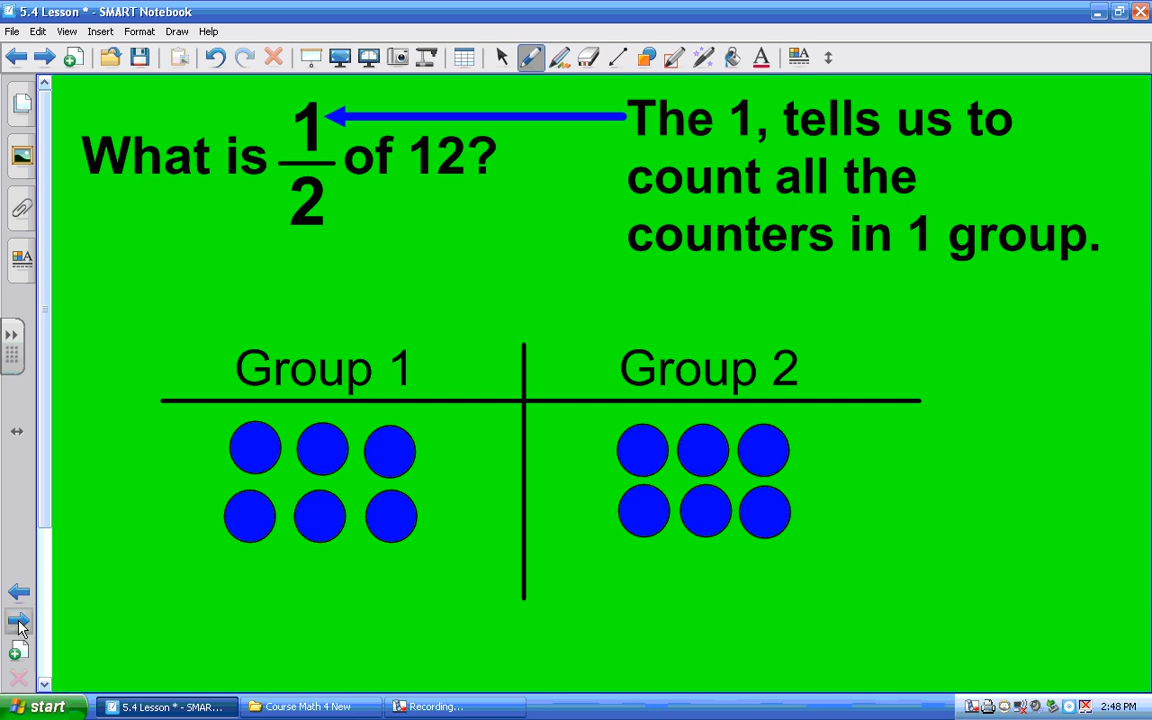 5.4 Lesson * - SMART Notebook
File Edit View Insert Format Draw Help
What is 1/2 of 12?
The 1, tells us to
count all the
counters in 1 group.
Group 1 Group 2
start 5.4 Lesson * - SMAR... Course Math 4 New Recording... 2:48 PM